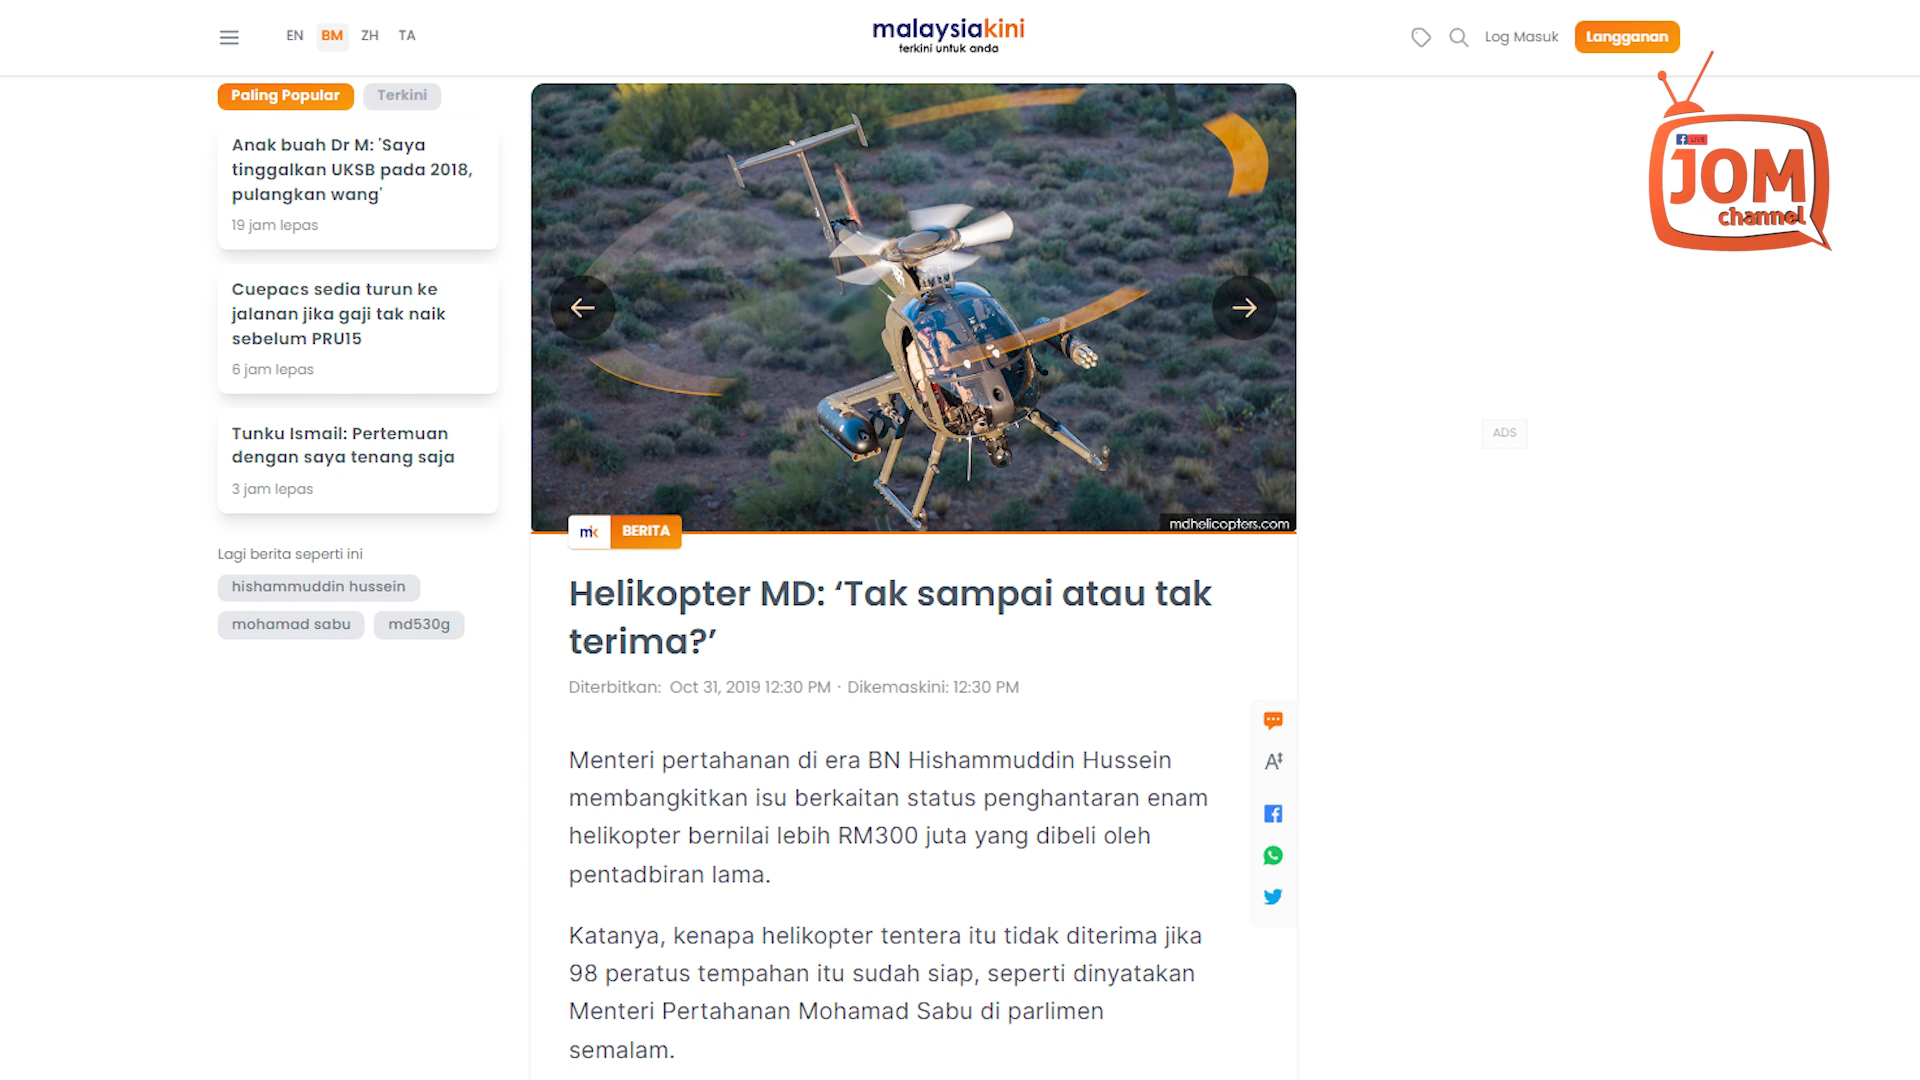 EN BM ZH TA
malaysiakini
terkini untuk anda
Log Masuk
Langganan
Paling Popular
Terkini
Anak buah Dr M: 'Saya
tinggalkan UKSB pada 2018,
pulangkan wang'
19 jam lepas
Cuepacs sedia turun ke
jalanan jika gaji tak naik
sebelum PRU15
6 jam lepas
Tunku Ismail: Pertemuan
dengan saya tenang saja
3 jam lepas
Lagi berita seperti ini
hishammuddin hussein
mohamad sabu
md530g
mdhelicopters.com
mk BERITA
Helikopter MD: ‘Tak sampai atau tak
terima?’
Diterbitkan: Oct 31, 2019 12:30 PM · Dikemaskini: 12:30 PM
Menteri pertahanan di era BN Hishammuddin Hussein
membangkitkan isu berkaitan status penghantaran enam
helikopter bernilai lebih RM300 juta yang dibeli oleh
pentadbiran lama.
Katanya, kenapa helikopter tentera itu tidak diterima jika
98 peratus tempahan itu sudah siap, seperti dinyatakan
Menteri Pertahanan Mohamad Sabu di parlimen
semalam.
LIVE
JOM
channel
ADS